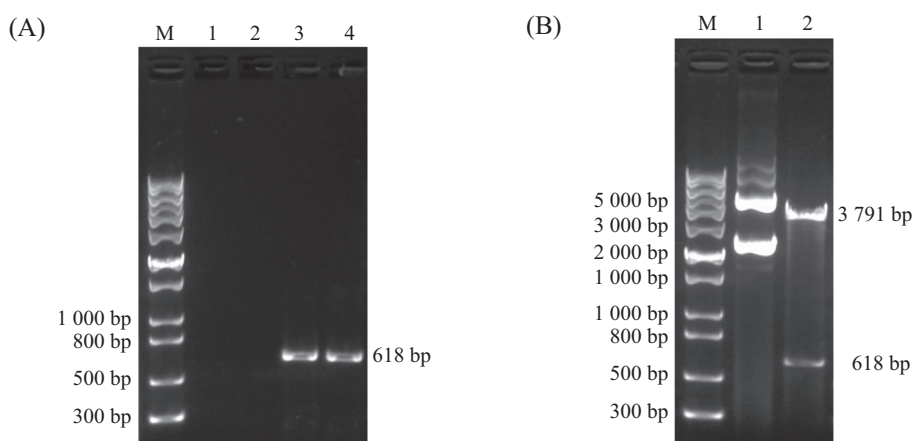 (A)
M 1 2 3 4
1 000 bp
800 bp
500 bp
300 bp
618 bp
(B)
M 1 2
5 000 bp
3 000 bp
2 000 bp
1 000 bp
1 000 bp
800 bp
500 bp
300 bp
3 791 bp
618 bp